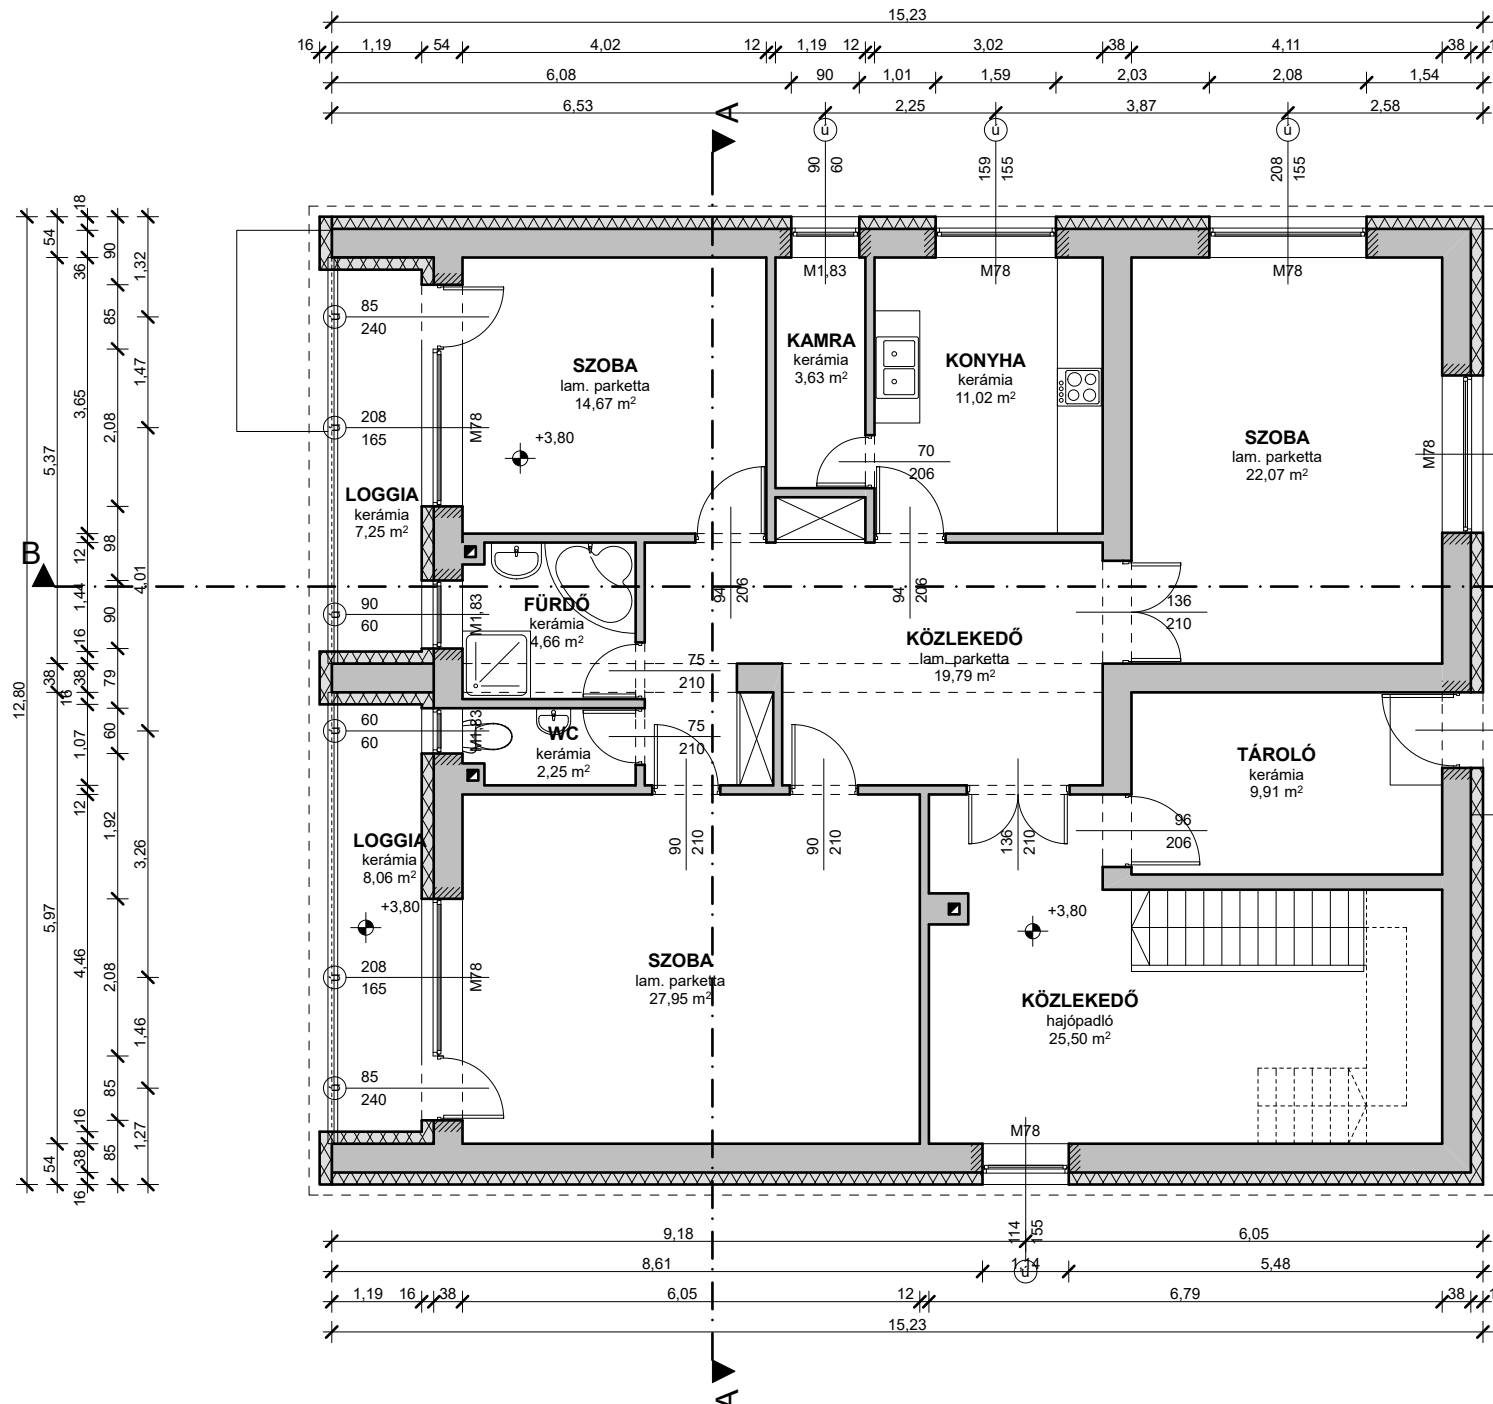 15,23
16 1,19 54 4,02 12 1,19 12 3,02 38 4,11 38
6,08 90 1,01 1,59 2,03 2,08 1,54
6,53 2,25 3,87 2,58
A
ú ú ú
90 60
159 155
208 155
M1,83 M78 M78
85
240
208
165
M78
SZOBA
lam. parketta
14,67 m²
+3,80
KAMRA
kerámia
3,63 m²
KONYHA
kerámia
11,02 m²
70
206
SZOBA
lam. parketta
22,07 m²
M78
LOGGIA
kerámia
7,25 m²
B
90
60
M1,83
FÜRDŐ
kerámia
4,66 m²
94 206
94 206
136
210
KÖZLEKEDŐ
lam. parketta
19,79 m²
75
210
60
60
M1,83
WC
kerámia
2,25 m²
75
210
TÁROLÓ
kerámia
9,91 m²
90 210
90 210
136 210
96
206
LOGGIA
kerámia
8,06 m²
+3,80
+3,80
208
165
M78
SZOBA
lam. parketta
27,95 m²
KÖZLEKEDŐ
hajópadló
25,50 m²
85
240
M78
ú ú ú ú ú ú
12,80
54 5,37 38 5,97 54
18 36 3,65 12 1,44 16 38 16 1,07 12 4,46 16 38 16
90 85 2,08 98 90 79 60 1,92 2,08 85 85
1,32 1,47 4,01 3,26 1,46 1,27
114 155
9,18 6,05
8,61 1,14 5,48
ú
1,19 16 38 6,05 12 6,79 38
15,23
A